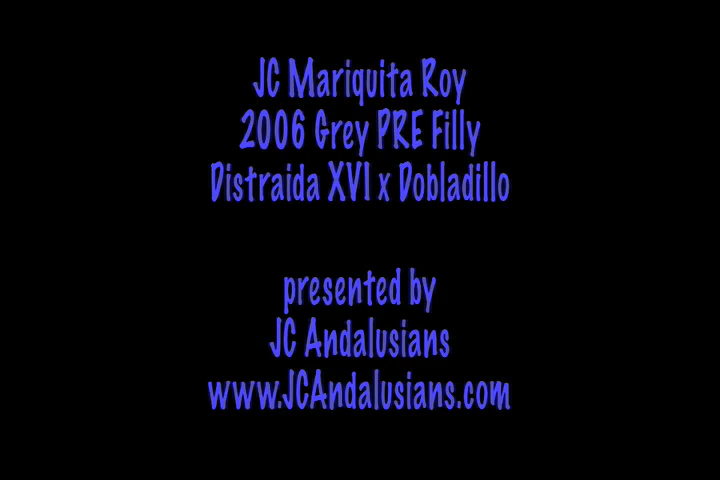 JC Mariquita Roy
2006 Grey PRE Filly
Distraida XVI x Dobladillo
presented by
JC Andalusians
www.JCAndalusians.com